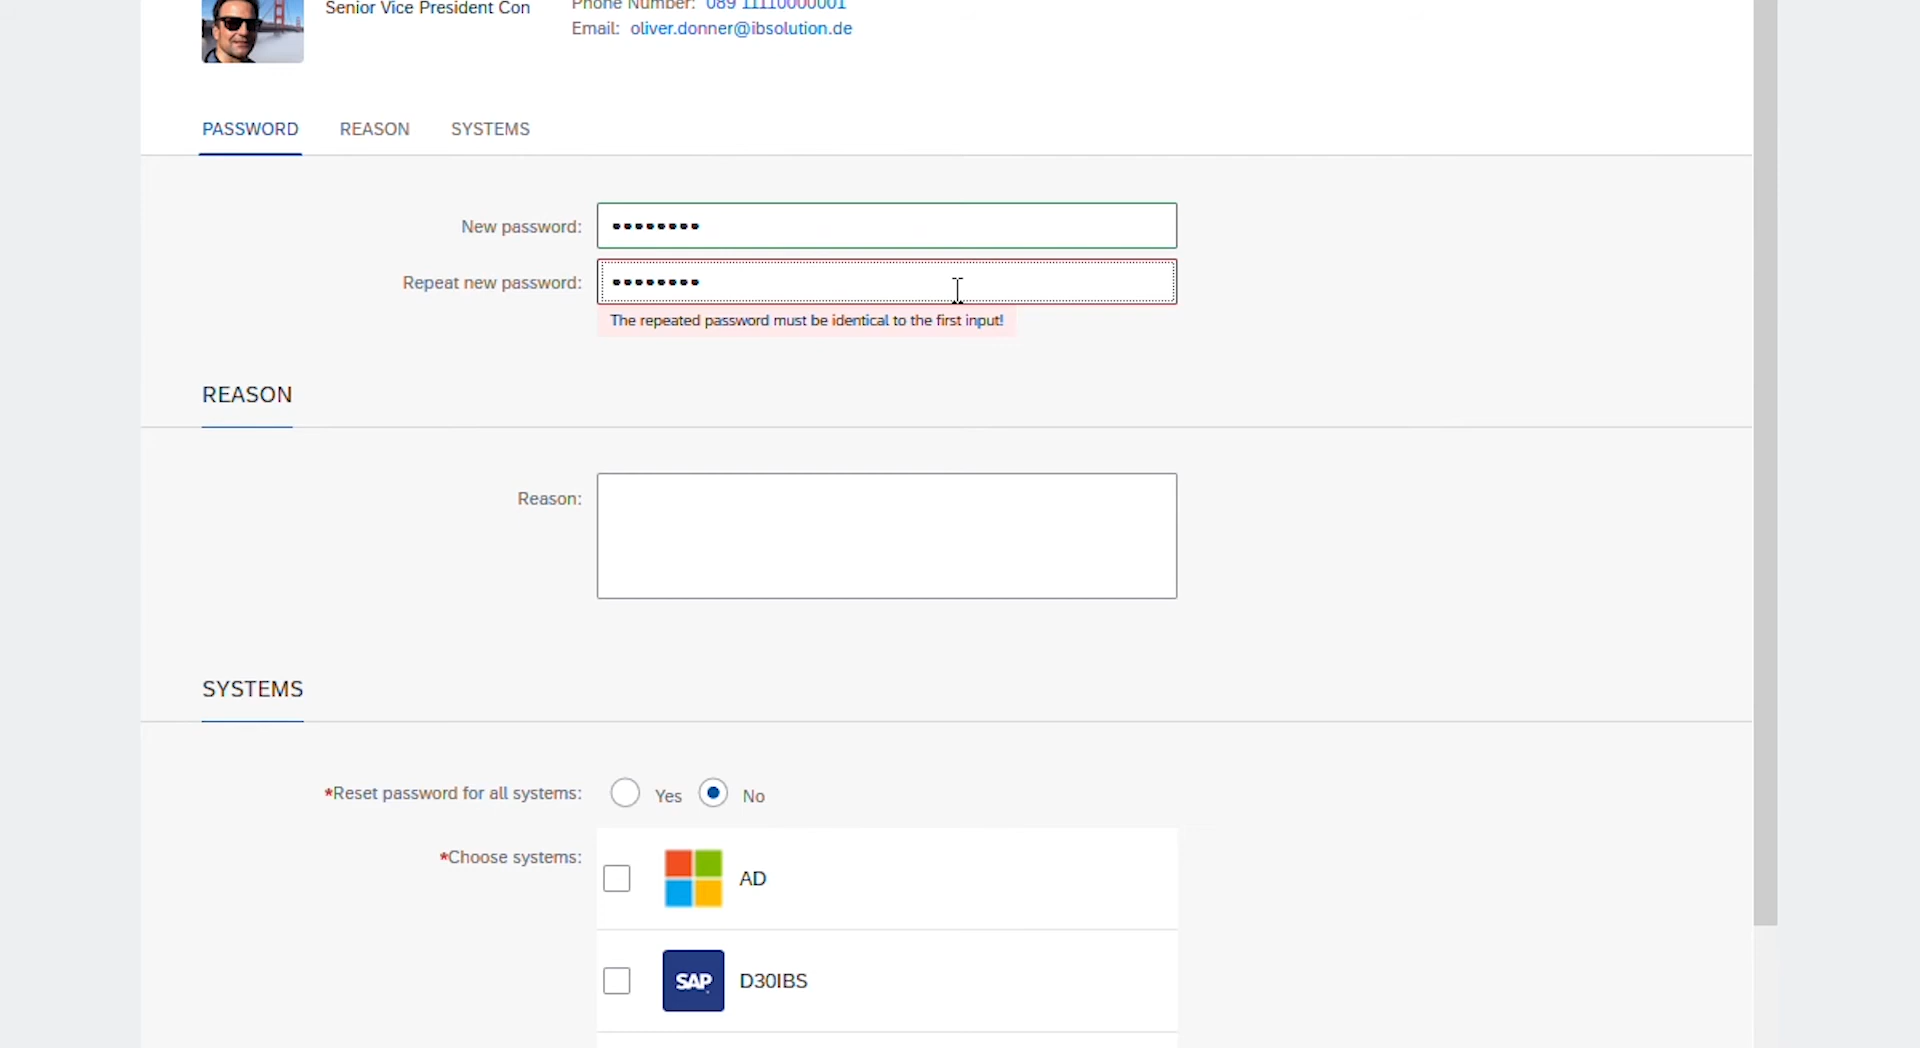 Senior Vice President Con
Phone Number: 089 11110000001
Email: oliver.donner@ibsolution.de
PASSWORD REASON SYSTEMS
New password: ••••••••
Repeat new password: ••••••••
The repeated password must be identical to the first input!
REASON
Reason:
SYSTEMS
*Reset password for all systems: Yes No
*Choose systems: AD
SAP D30IBS